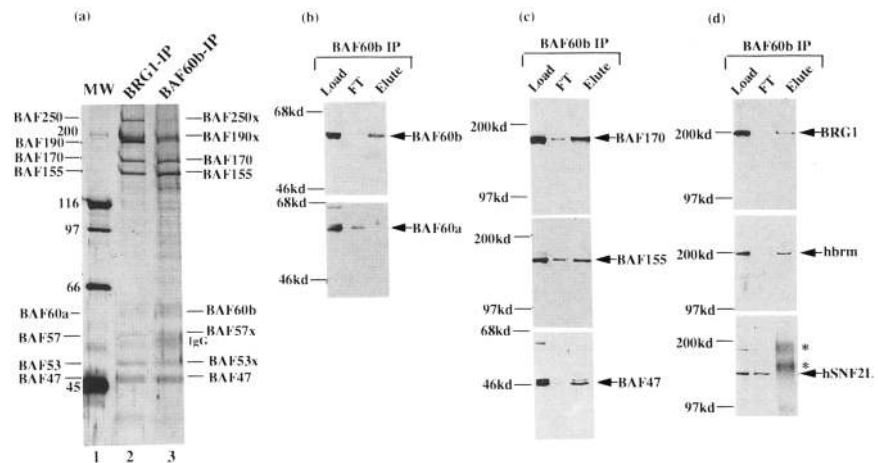 (a)
MW
BRG1-IP
BAF60b-IP
BAF250
200
BAF190
BAF170
BAF155
116
97
66
BAF60a
BAF57
BAF53
BAF47
45
BAF250x
BAF190x
BAF170
BAF155
BAF60b
BAF57x
IgG
BAF53x
BAF47
1 2 3
(b)
BAF60b IP
Load FT Elute
68kd
BAF60b
46kd
68kd
BAF60a
46kd
(c)
BAF60b IP
Load FT Elute
200kd
BAF170
97kd
200kd
BAF155
97kd
68kd
46kd
BAF47
(d)
BAF60b IP
Load FT Elute
200kd
BRG1
97kd
200kd
hbrm
97kd
200kd
*
*
hSNF2L
97kd